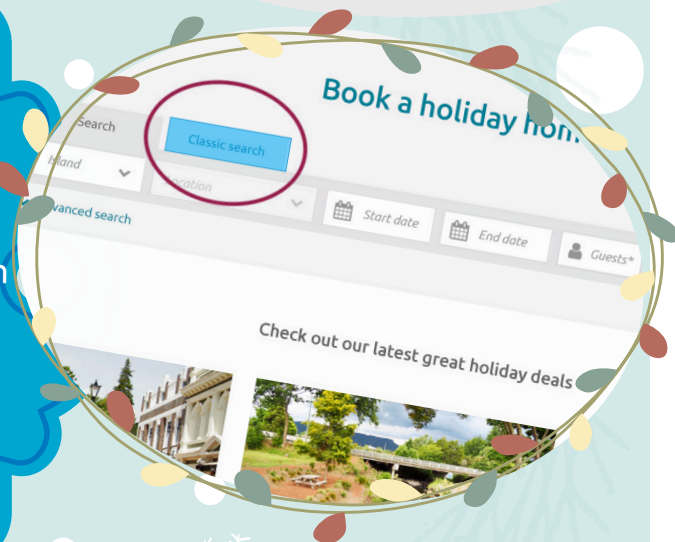 Book a holiday hom
Search
Classic search
Island
Location
Start date
End date
Guests*
vanced search
n
Check out our latest great holiday deals